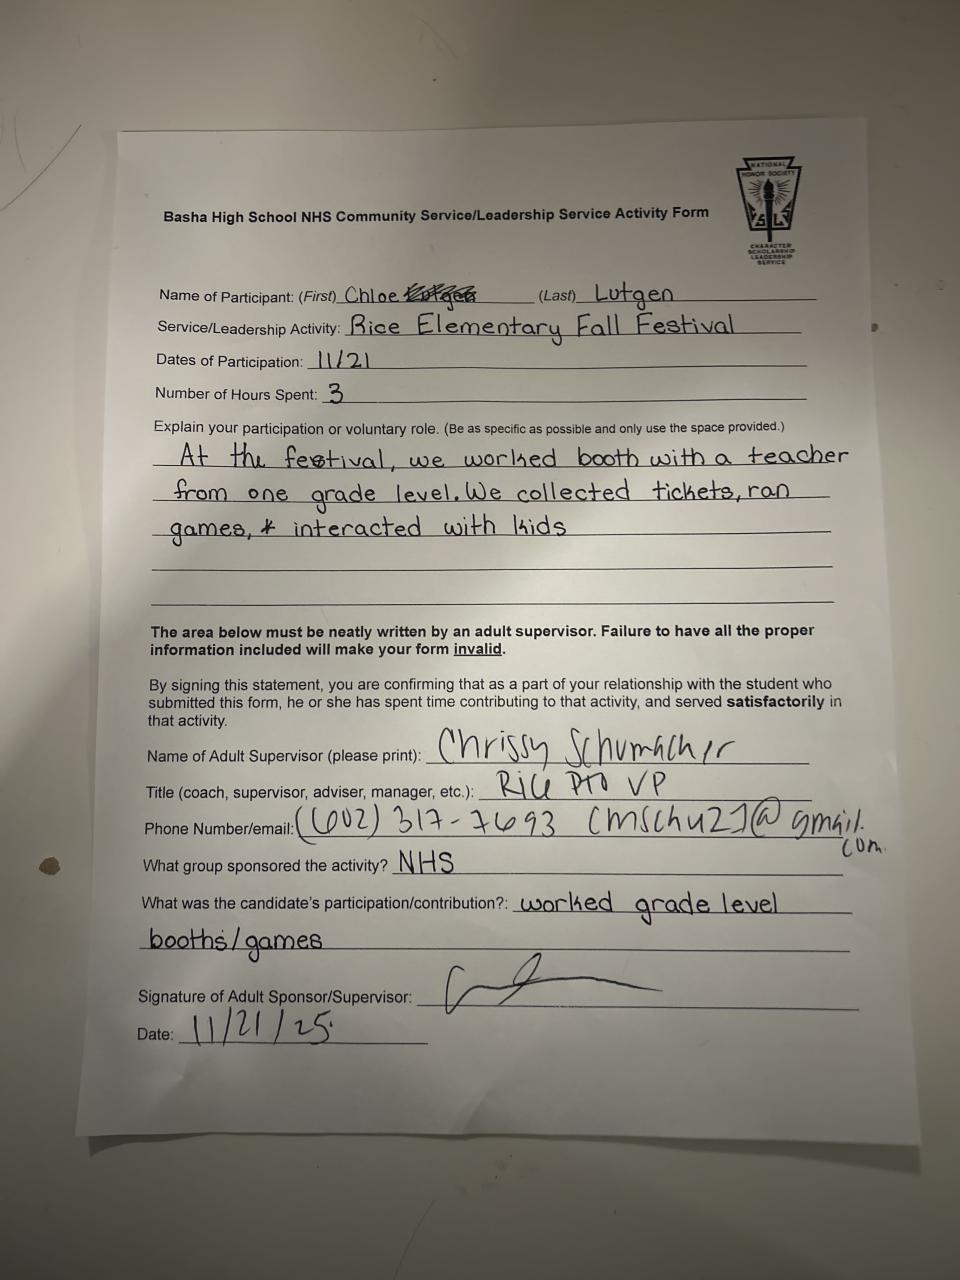 NATIONAL
HONOR SOCIETY
S L S
CHARACTER
SCHOLARSHIP
LEADERSHIP
SERVICE
Basha High School NHS Community Service/Leadership Service Activity Form
Name of Participant: (First) Chloe (Last) Lutgen
Service/Leadership Activity: Rice Elementary Fall Festival
Dates of Participation: 11/21
Number of Hours Spent: 3
Explain your participation or voluntary role. (Be as specific as possible and only use the space provided.)
At the festival, we worked booth with a teacher
from one grade level. We collected tickets, ran
games, & interacted with kids
The area below must be neatly written by an adult supervisor. Failure to have all the proper
information included will make your form invalid.
By signing this statement, you are confirming that as a part of your relationship with the student who
submitted this form, he or she has spent time contributing to that activity, and served satisfactorily in
that activity.
Name of Adult Supervisor (please print): Chrissy Schumacher
Title (coach, supervisor, adviser, manager, etc.): Rice PTO VP
Phone Number/email: (602) 317-7693 cmschu21@gmail.
com
What group sponsored the activity? NHS
What was the candidate's participation/contribution?: worked grade level
booths/games
Signature of Adult Sponsor/Supervisor:
Date: 11/21/25